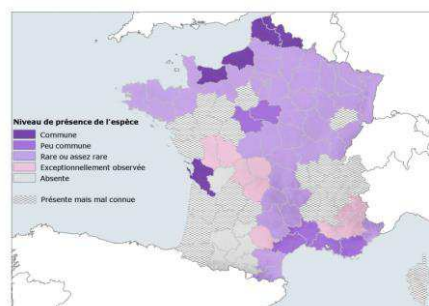 Niveau de présence de l'espèce
Commune
Peu commune
Rare ou assez rare
Exceptionnellement observée
Absente
Présente mais mal connue